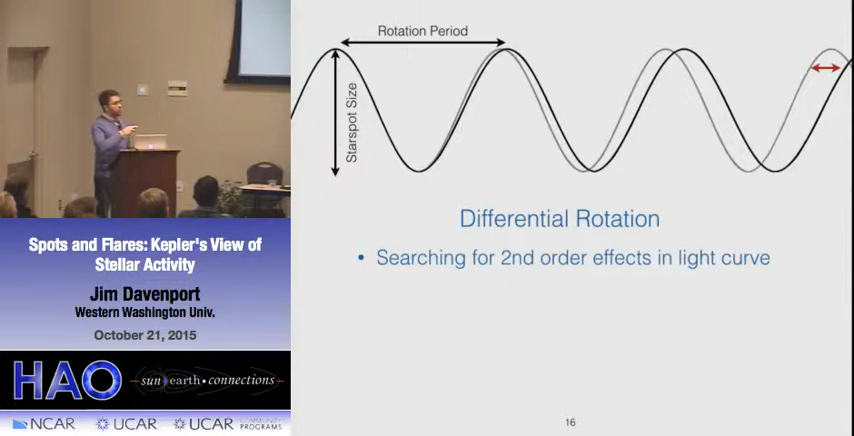 Spots and Flares: Kepler's View of
Stellar Activity
Jim Davenport
Western Washington Univ.
October 21, 2015
HAO
sun earth • connections
NCAR
UCAR
UCAR
PROGRAMS
Rotation Period
Starspot Size
Differential Rotation
• Searching for 2nd order effects in light curve
16